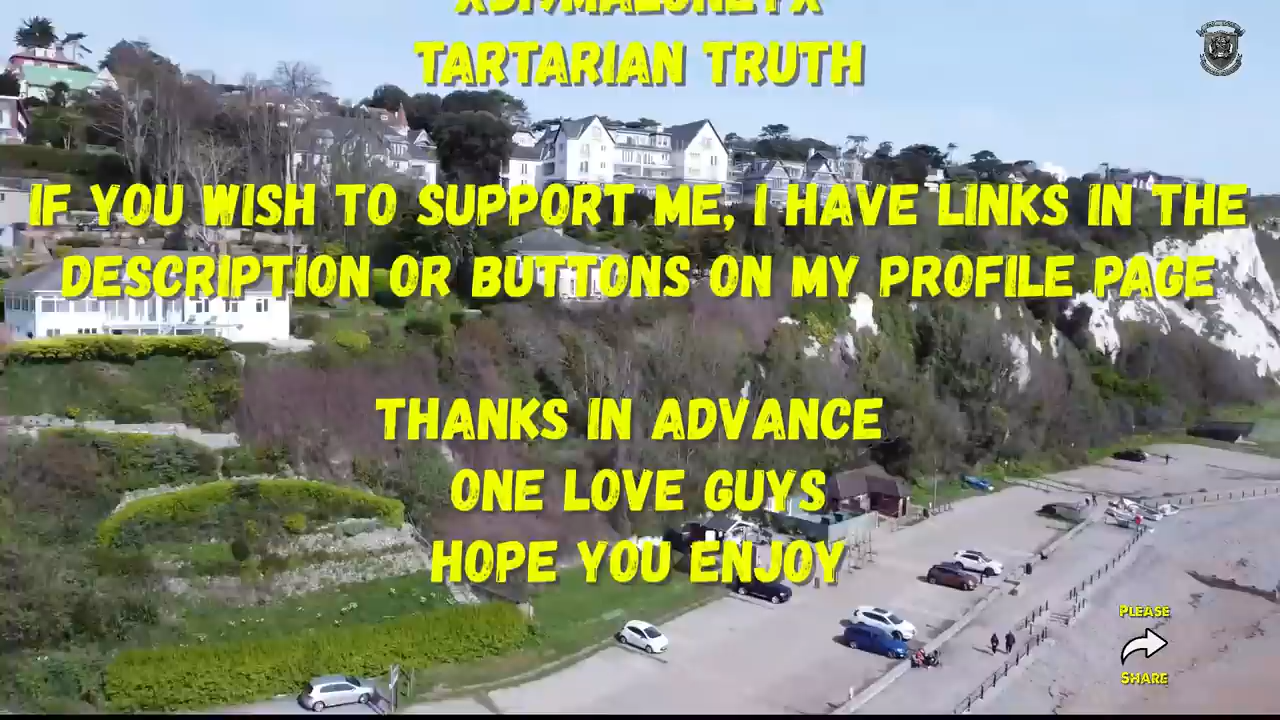 TARTARIAN TRUTH
IF YOU WISH TO SUPPORT ME, I HAVE LINKS IN THE
DESCRIPTION OR BUTTONS ON MY PROFILE PAGE
THANKS IN ADVANCE
ONE LOVE GUYS
HOPE YOU ENJOY
PLEASE
SHARE